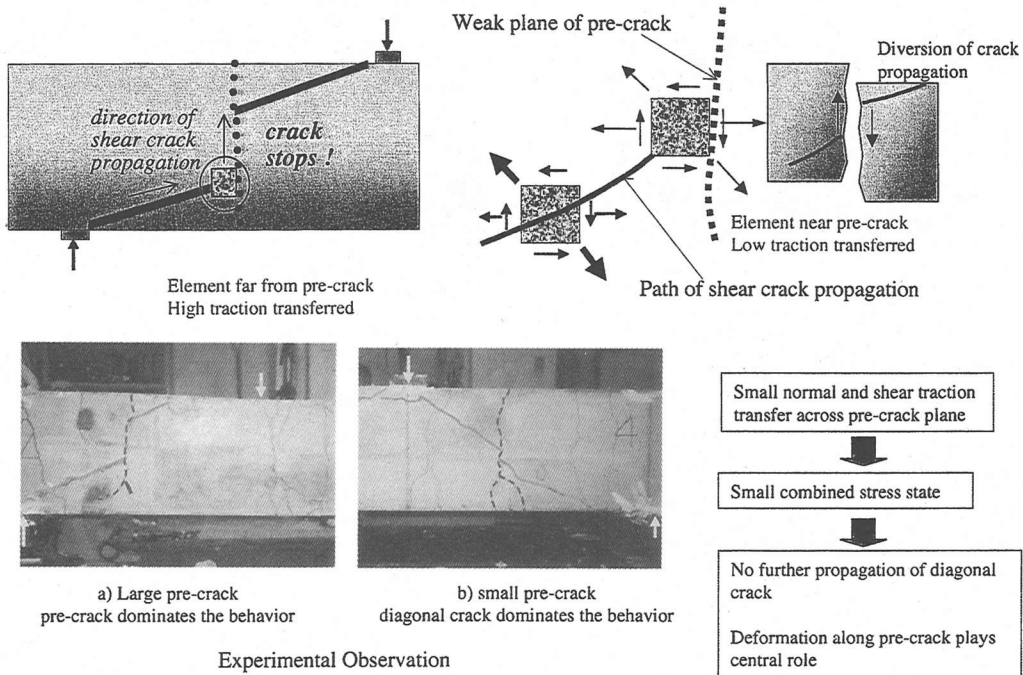 direction of
shear crack
propagation
crack
stops !
Element far from pre-crack
High traction transferred
Weak plane of pre-crack
Diversion of crack
propagation
Element near pre-crack
Low traction transferred
Path of shear crack propagation
a) Large pre-crack
pre-crack dominates the behavior
b) small pre-crack
diagonal crack dominates the behavior
Experimental Observation
Small normal and shear traction
transfer across pre-crack plane
Small combined stress state
No further propagation of diagonal
crack
Deformation along pre-crack plays
central role